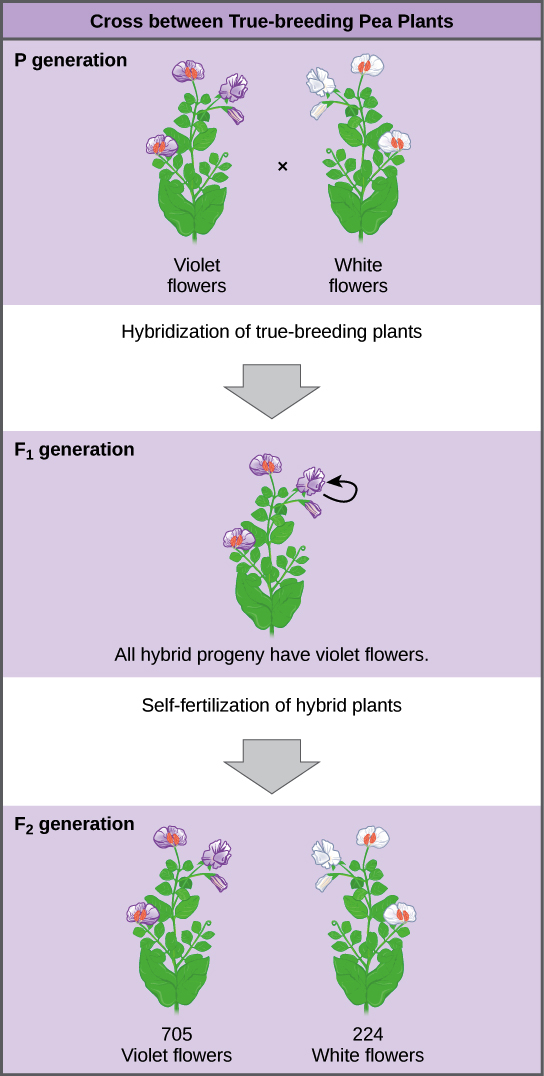 Cross between True-breeding Pea Plants
P generation
×
Violet
flowers
White
flowers
Hybridization of true-breeding plants
F₁ generation
All hybrid progeny have violet flowers.
Self-fertilization of hybrid plants
F₂ generation
705
Violet flowers
224
White flowers